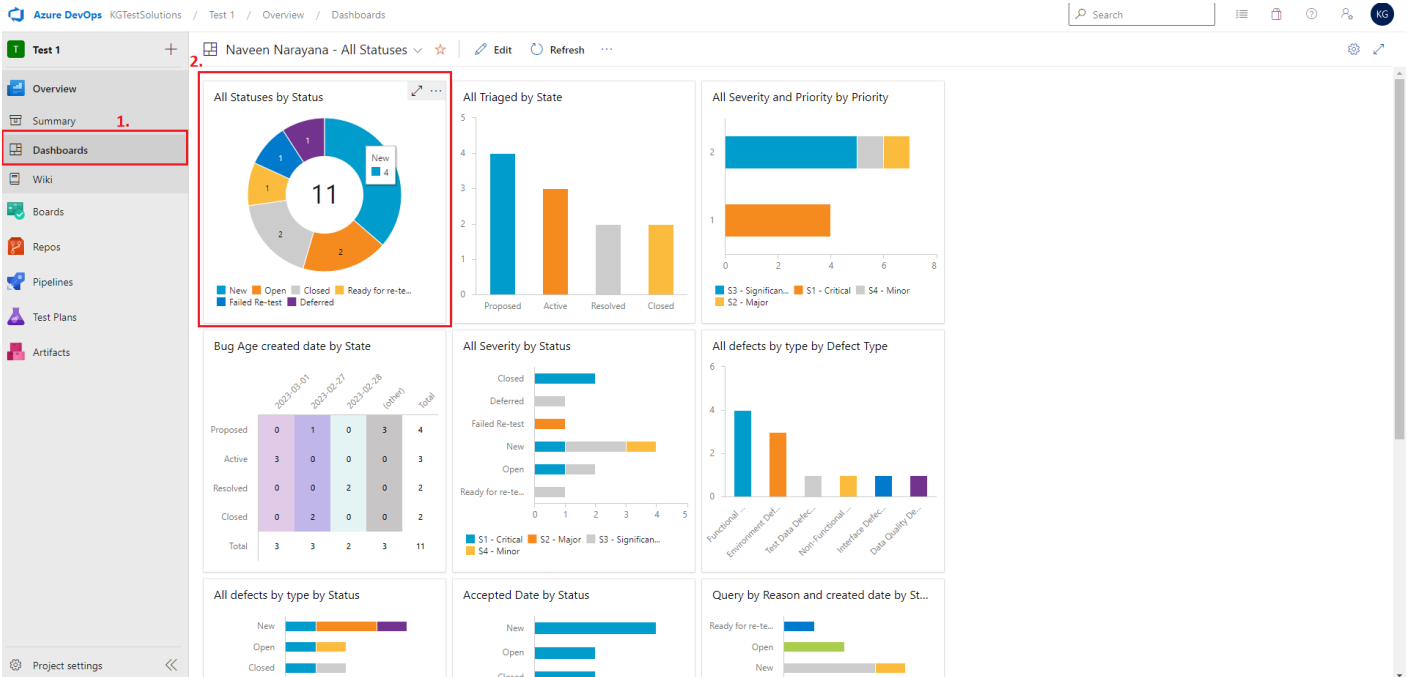 Azure DevOps KGTestSolutions / Test 1 / Overview / Dashboards
Search
KG
T Test 1
Overview
Summary
1.
Dashboards
Wiki
Boards
Repos
Pipelines
Test Plans
Artifacts
Project settings
Naveen Narayana - All Statuses
Edit
Refresh
2.
All Statuses by Status
1
1
1
2
2
11
New
4
New Open Closed Ready for re-te...
Failed Re-test Deferred
All Triaged by State
5
4
3
2
1
0
Proposed Active Resolved Closed
All Severity and Priority by Priority
2
1
0 2 4 6 8
S3 - Significan... S1 - Critical S4 - Minor
S2 - Major
Bug Age created date by State
2023-03-01 2023-02-27 2023-02-28 (other) Total
Proposed 0 1 0 3 4
Active 3 0 0 0 3
Resolved 0 0 2 0 2
Closed 0 2 0 0 2
Total 3 3 2 3 11
All Severity by Status
Closed
Deferred
Failed Re-test
New
Open
Ready for re-te...
0 1 2 3 4 5
S1 - Critical S2 - Major S3 - Significan...
S4 - Minor
All defects by type by Defect Type
6
4
2
0
Functional ... Environment Def... Test Data Defec... Non-Functional ... Interface Defec... Data Quality De...
All defects by type by Status
New
Open
Closed
Accepted Date by Status
New
Open
Closed
Query by Reason and created date by St...
Ready for re-te...
Open
New